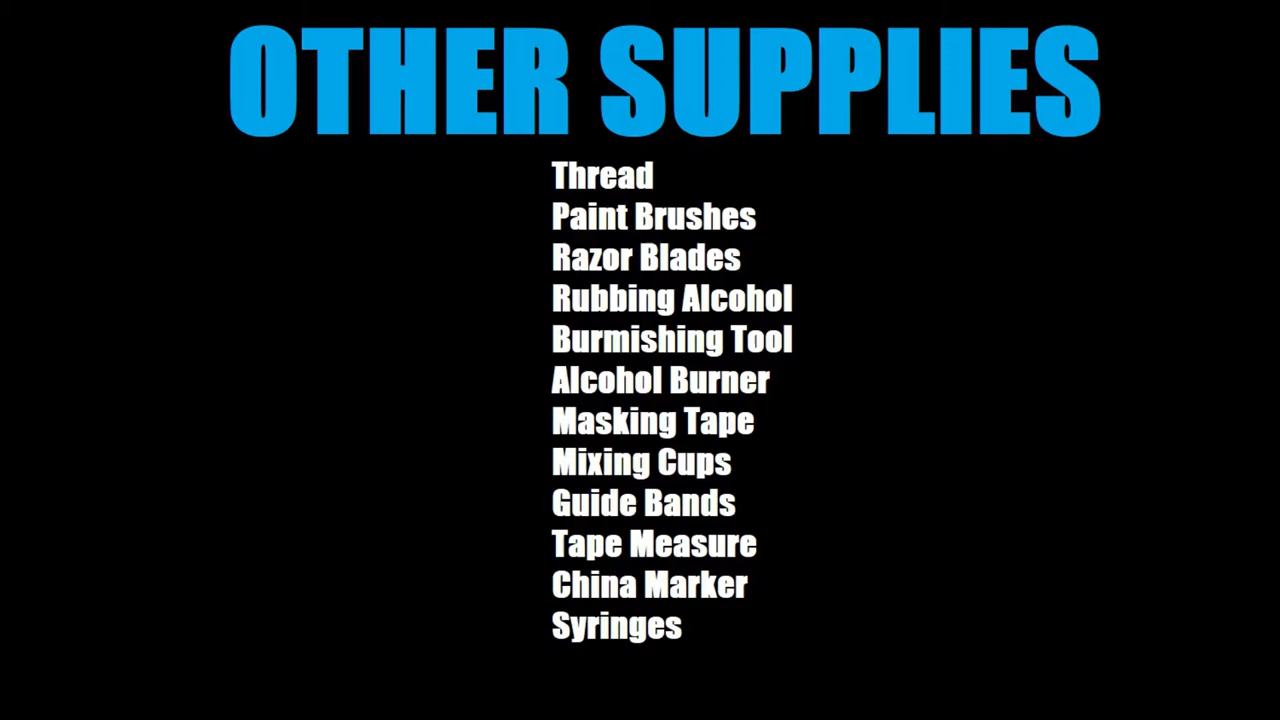 OTHER SUPPLIES
Thread
Paint Brushes
Razor Blades
Rubbing Alcohol
Burmishing Tool
Alcohol Burner
Masking Tape
Mixing Cups
Guide Bands
Tape Measure
China Marker
Syringes